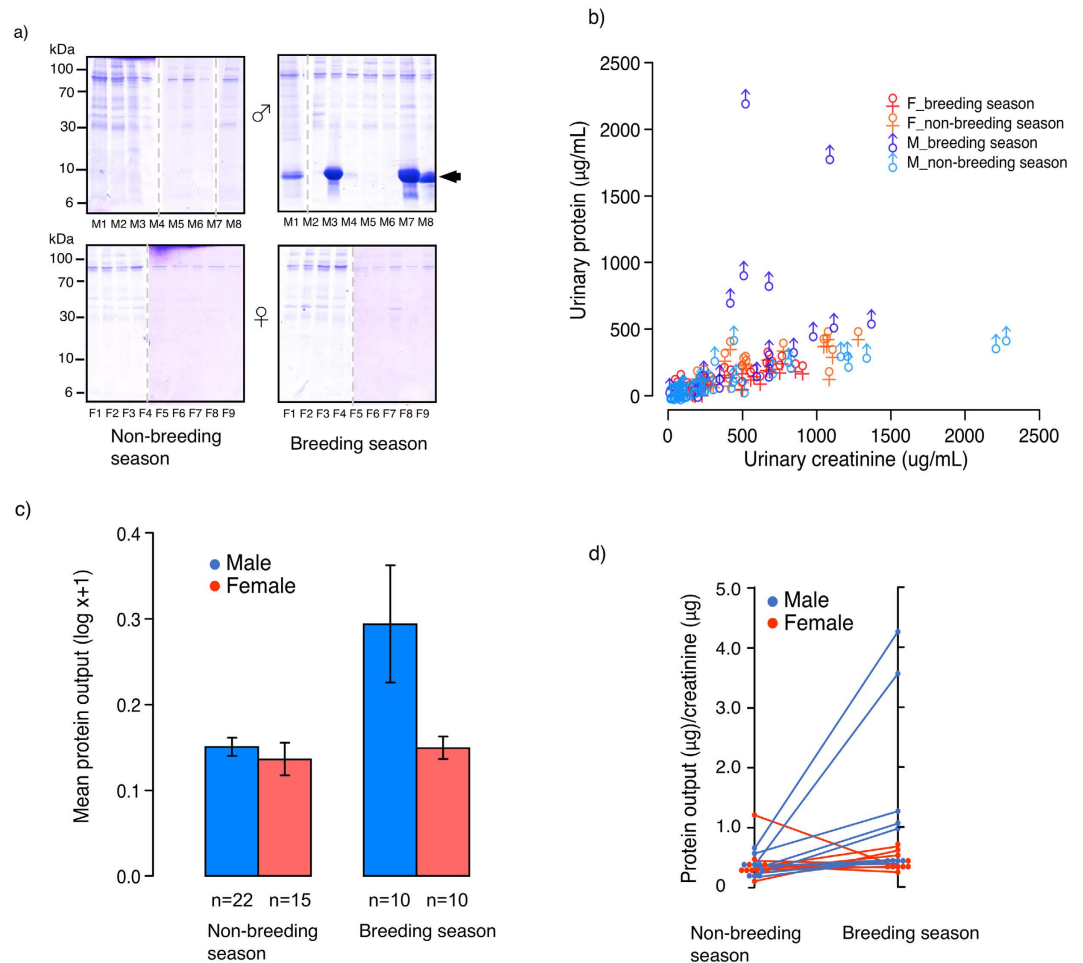 a)
kDa
100
70
30
10
6
♂
M1 M2 M3 M4 M5 M6 M7 M8
M1 M2 M3 M4 M5 M6 M7 M8
kDa
100
70
30
10
6
♀
F1 F2 F3 F4 F5 F6 F7 F8 F9
F1 F2 F3 F4 F5 F6 F7 F8 F9
Non-breeding
season
Breeding season
b)
Urinary protein (μg/mL)
2500
2000
1500
1000
500
0
F_breeding season
F_non-breeding season
M_breeding season
M_non-breeding season
0 500 1000 1500 2000 2500
Urinary creatinine (ug/mL)
c)
Mean protein output (log x+1)
0.4
0.3
0.2
0.1
0.0
Male
Female
n=22 n=15 n=10 n=10
Non-breeding
season
Breeding season
d)
Protein output (μg)/creatinine (μg)
5.0
4.0
3.0
2.0
1.0
0
Male
Female
Non-breeding
season
Breeding season